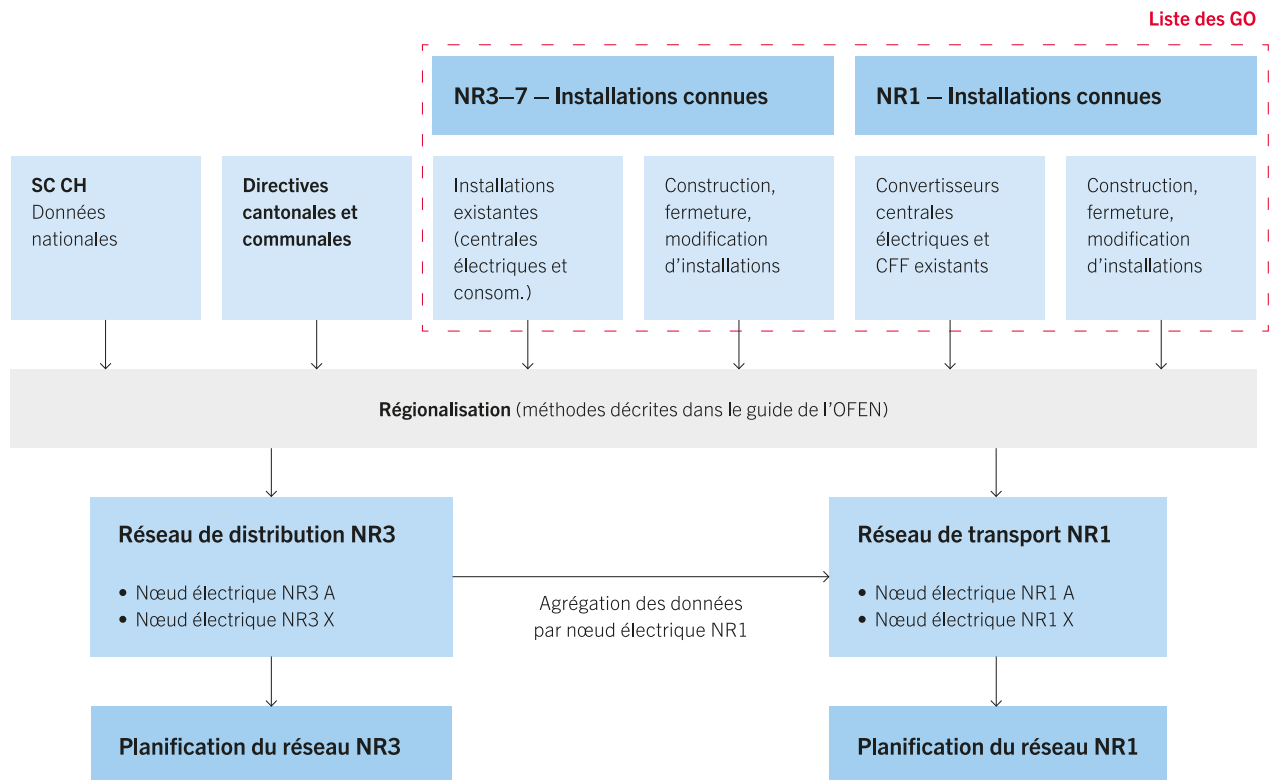 Liste des GO
NR3–7 – Installations connues
NR1 – Installations connues
SC CH
Données
nationales
Directives
cantonales et
communales
Installations
existantes
(centrales
électriques et
consom.)
Construction,
fermeture,
modification
d’installations
Convertisseurs
centrales
électriques et
CFF existants
Construction,
fermeture,
modification
d’installations
Régionalisation (méthodes décrites dans le guide de l’OFEN)
Réseau de distribution NR3
• Nœud électrique NR3 A
• Nœud électrique NR3 X
Agrégation des données
par nœud électrique NR1
Réseau de transport NR1
• Nœud électrique NR1 A
• Nœud électrique NR1 X
Planification du réseau NR3
Planification du réseau NR1